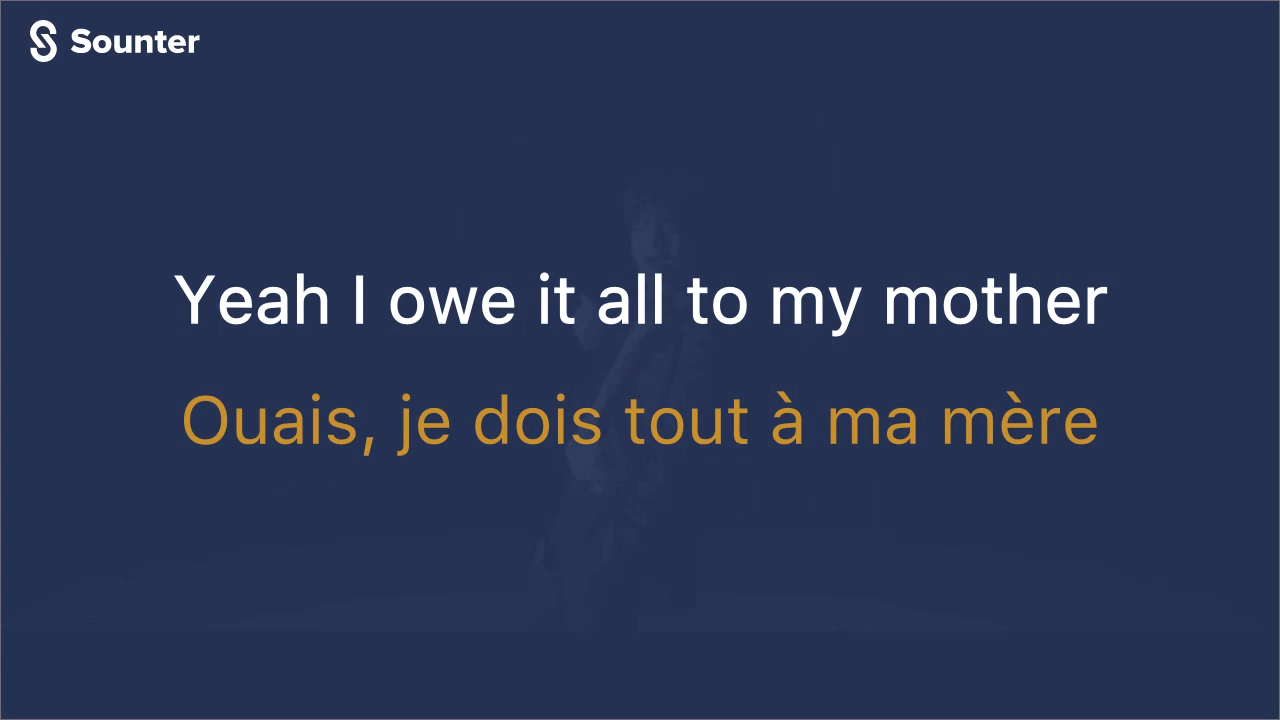 Sounter
Yeah I owe it all to my mother
Ouais, je dois tout à ma mère